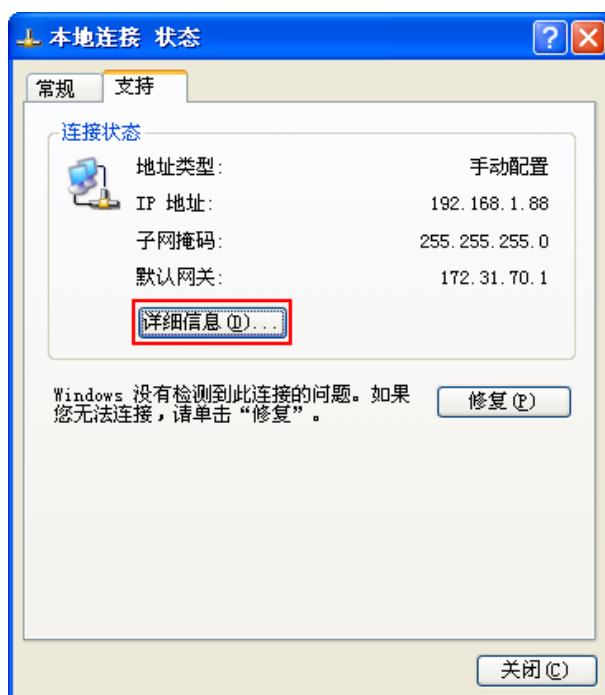 本地连接 状态
常规 支持
连接状态
地址类型: 手动配置
IP 地址: 192.168.1.88
子网掩码: 255.255.255.0
默认网关: 172.31.70.1
详细信息(D)...
Windows 没有检测到此连接的问题。如果
您无法连接，请单击“修复”。
修复(P)
关闭(C)